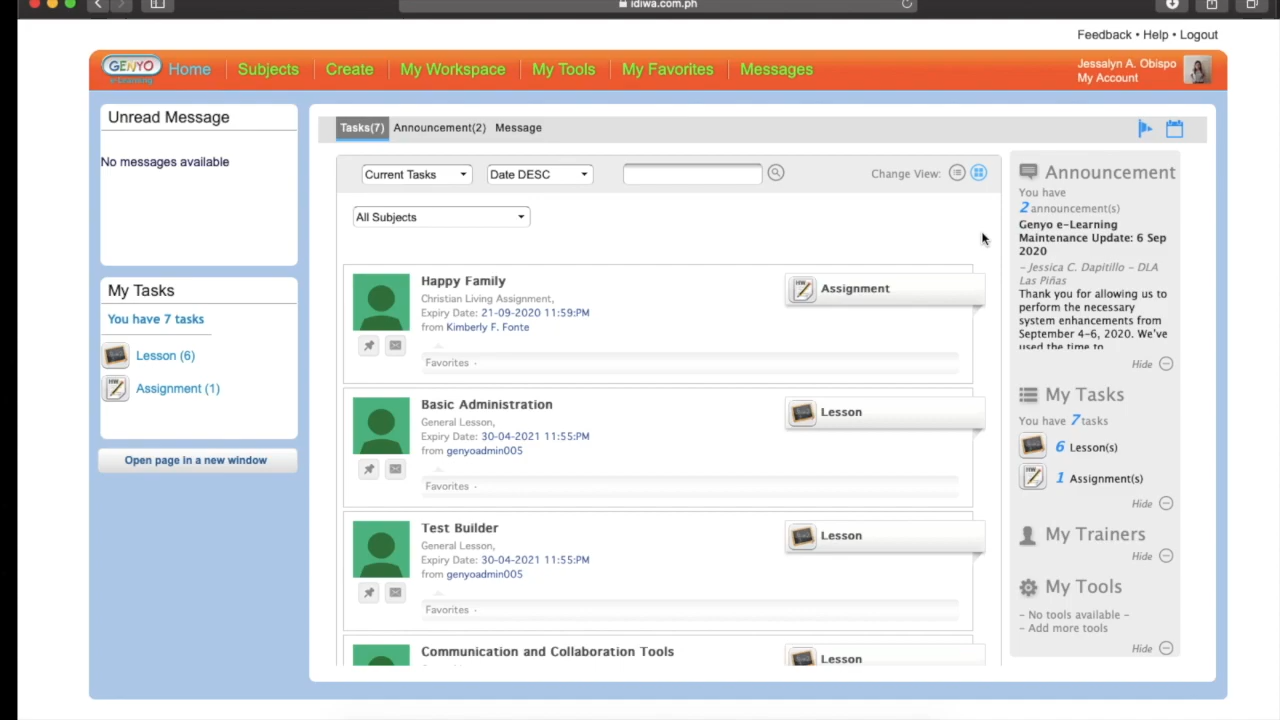 idiwa.com.ph
Feedback • Help • Logout
GENYO
e-Learning
Home
Subjects
Create
My Workspace
My Tools
My Favorites
Messages
Jessalyn A. Obispo
My Account
Unread Message
No messages available
My Tasks
You have 7 tasks
Lesson (6)
Assignment (1)
Open page in a new window
Tasks(7)
Announcement(2)
Message
Current Tasks
Date DESC
Change View:
All Subjects
Happy Family
Christian Living Assignment,
Expiry Date: 21-09-2020 11:59:PM
from Kimberly F. Fonte
Favorites -
HW
Assignment
Basic Administration
General Lesson,
Expiry Date: 30-04-2021 11:55:PM
from genyoadmin005
Favorites -
Lesson
Test Builder
General Lesson,
Expiry Date: 30-04-2021 11:55:PM
from genyoadmin005
Favorites -
Lesson
Communication and Collaboration Tools
Lesson
Announcement
You have
2 announcement(s)
Genyo e-Learning
Maintenance Update: 6 Sep
2020
- Jessica C. Dapitillo - DLA
Las Piñas
Thank you for allowing us to
perform the necessary
system enhancements from
September 4-6, 2020. We've
used the time to
Hide
My Tasks
You have 7 tasks
6 Lesson(s)
1 Assignment(s)
Hide
My Trainers
Hide
My Tools
- No tools available -
- Add more tools
Hide